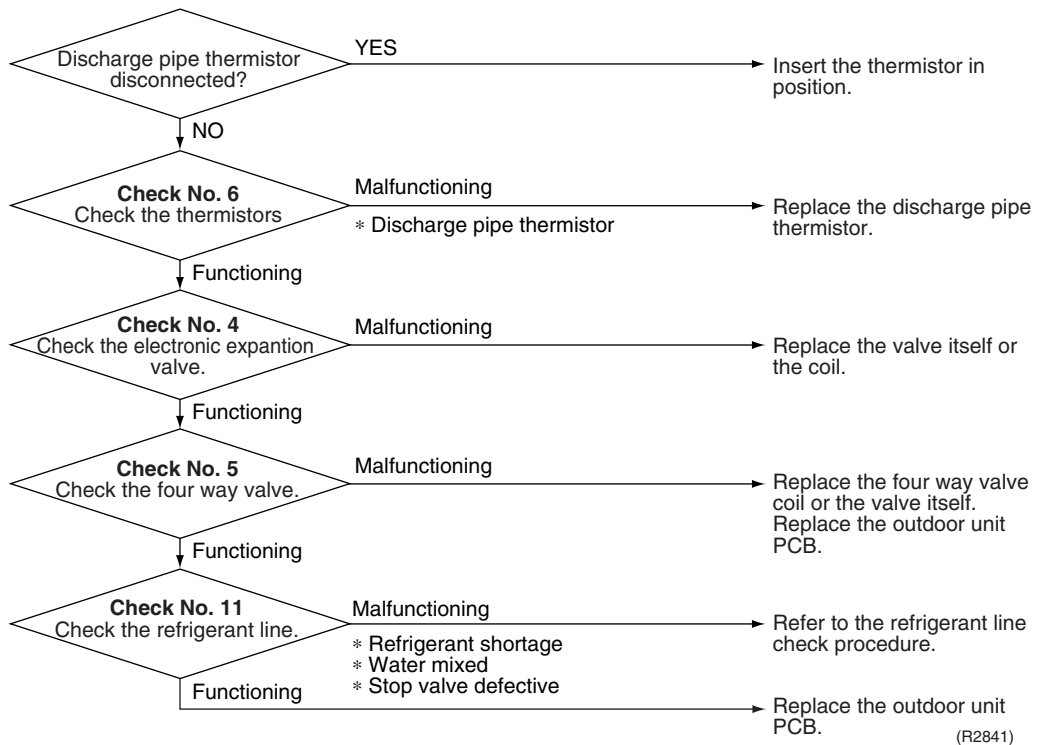 Discharge pipe thermistor
disconnected?
YES
Insert the thermistor in
position.
NO
Check No. 6
Check the thermistors
Malfunctioning
∗ Discharge pipe thermistor
Replace the discharge pipe
thermistor.
Functioning
Check No. 4
Check the electronic expantion
valve.
Malfunctioning
Replace the valve itself or
the coil.
Functioning
Check No. 5
Check the four way valve.
Malfunctioning
Replace the four way valve
coil or the valve itself.
Replace the outdoor unit
PCB.
Functioning
Check No. 11
Check the refrigerant line.
Malfunctioning
∗ Refrigerant shortage
∗ Water mixed
∗ Stop valve defective
Refer to the refrigerant line
check procedure.
Functioning
Replace the outdoor unit
PCB.
(R2841)